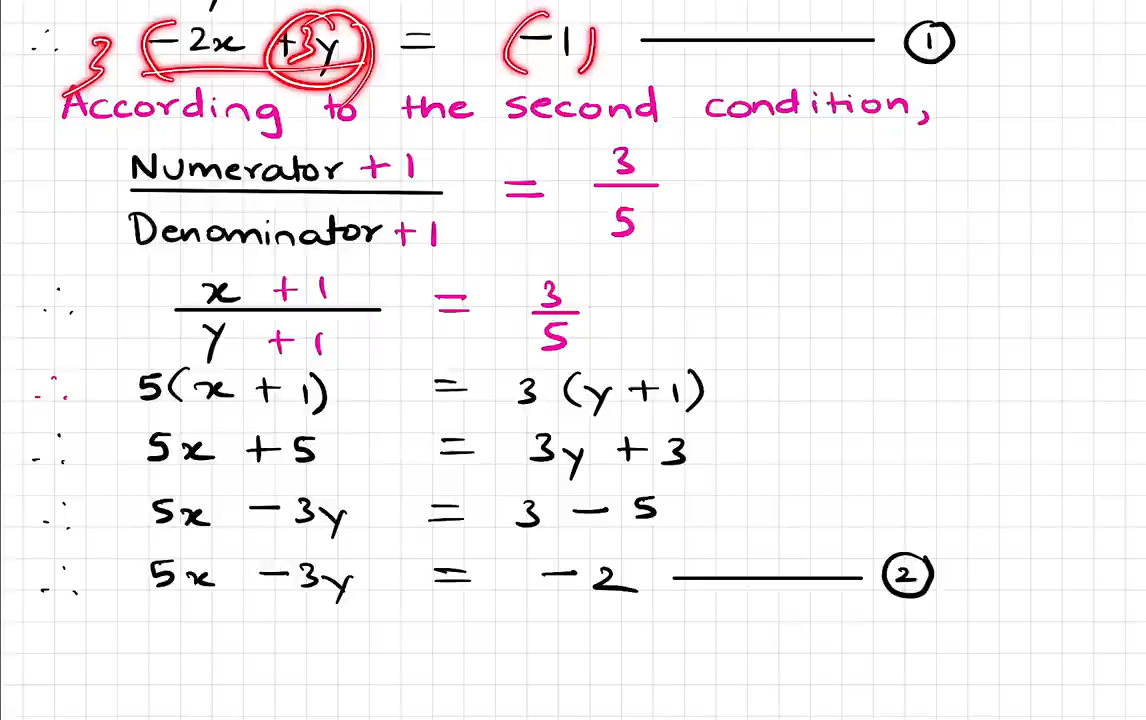 ∴ 3 (-2x +3y = (-1) ——— ①
According to the second condition,
Numerator + 1 / Denominator + 1 = 3/5
∴ x + 1 / y + 1 = 3/5
∴ 5(x + 1) = 3 (y + 1)
∴ 5x + 5 = 3y + 3
∴ 5x - 3y = 3 - 5
∴ 5x - 3y = -2 ——— ②